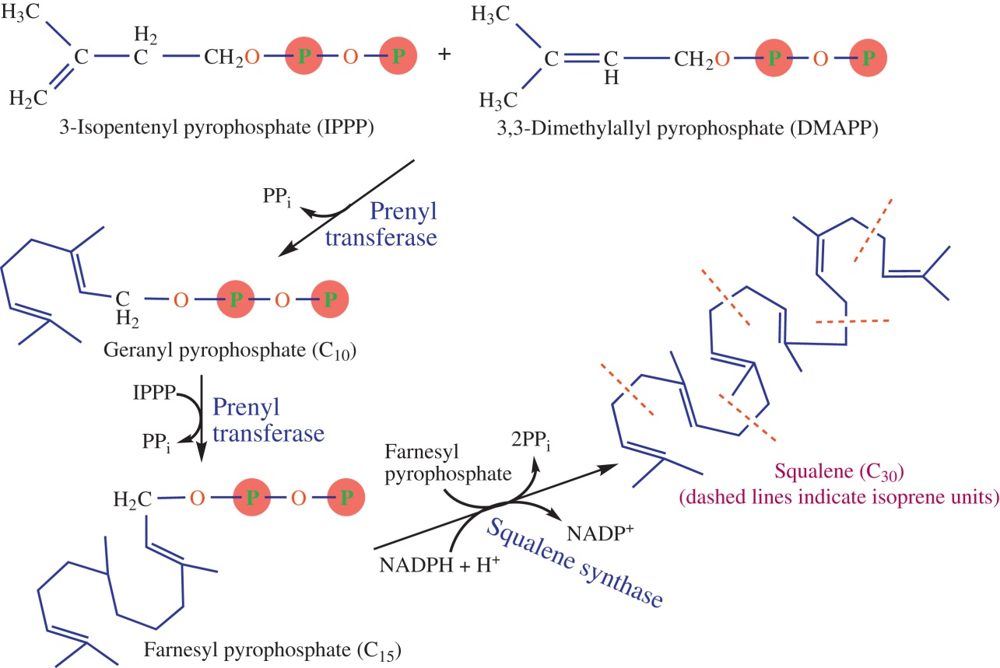 H₃C
H₂
C — C — CH₂O — P — O — P
H₂C
3-Isopentenyl pyrophosphate (IPPP)
+
H₃C
C = C — CH₂O — P — O — P
H
H₃C
3,3-Dimethylallyl pyrophosphate (DMAPP)
PPᵢ
Prenyl
transferase
C — O — P — O — P
H₂
Geranyl pyrophosphate (C₁₀)
IPPP
PPᵢ
Prenyl
transferase
H₂C — O — P — O — P
Farnesyl pyrophosphate (C₁₅)
Farnesyl
pyrophosphate
2PPᵢ
NADPH + H⁺
NADP⁺
Squalene synthase
Squalene (C₃₀)
(dashed lines indicate isoprene units)